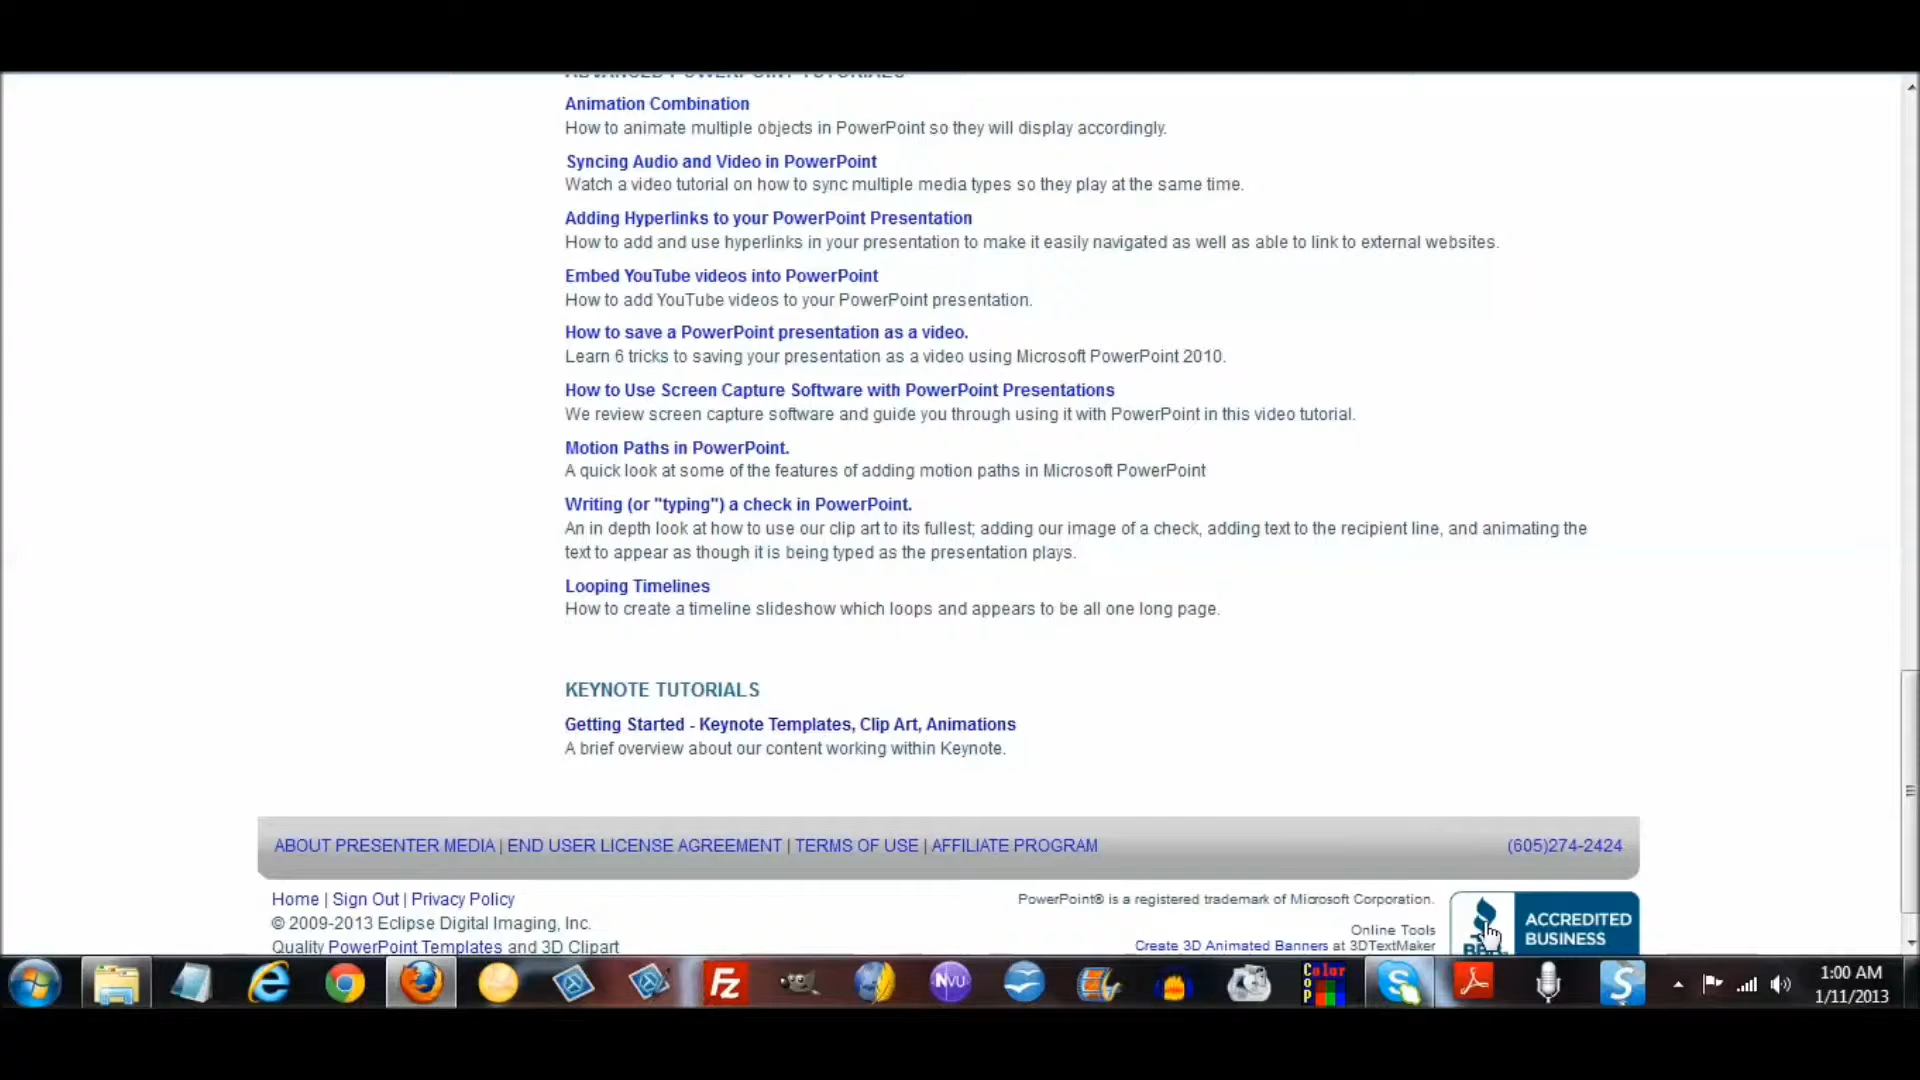 ADVANCED POWERPOINT TUTORIALS
Animation Combination
How to animate multiple objects in PowerPoint so they will display accordingly.
Syncing Audio and Video in PowerPoint
Watch a video tutorial on how to sync multiple media types so they play at the same time.
Adding Hyperlinks to your PowerPoint Presentation
How to add and use hyperlinks in your presentation to make it easily navigated as well as able to link to external websites.
Embed YouTube videos into PowerPoint
How to add YouTube videos to your PowerPoint presentation.
How to save a PowerPoint presentation as a video.
Learn 6 tricks to saving your presentation as a video using Microsoft PowerPoint 2010.
How to Use Screen Capture Software with PowerPoint Presentations
We review screen capture software and guide you through using it with PowerPoint in this video tutorial.
Motion Paths in PowerPoint.
A quick look at some of the features of adding motion paths in Microsoft PowerPoint
Writing (or "typing") a check in PowerPoint.
An in depth look at how to use our clip art to its fullest; adding our image of a check, adding text to the recipient line, and animating the
text to appear as though it is being typed as the presentation plays.
Looping Timelines
How to create a timeline slideshow which loops and appears to be all one long page.
KEYNOTE TUTORIALS
Getting Started - Keynote Templates, Clip Art, Animations
A brief overview about our content working within Keynote.
ABOUT PRESENTER MEDIA | END USER LICENSE AGREEMENT | TERMS OF USE | AFFILIATE PROGRAM (605)274-2424
Home | Sign Out | Privacy Policy
© 2009-2013 Eclipse Digital Imaging, Inc.
Quality PowerPoint Templates and 3D Clipart
PowerPoint® is a registered trademark of Microsoft Corporation.
Online Tools
Create 3D Animated Banners at 3DTextMaker
ACCREDITED
BUSINESS
Fz
NVU
Color
COP
S
S
1:00 AM
1/11/2013